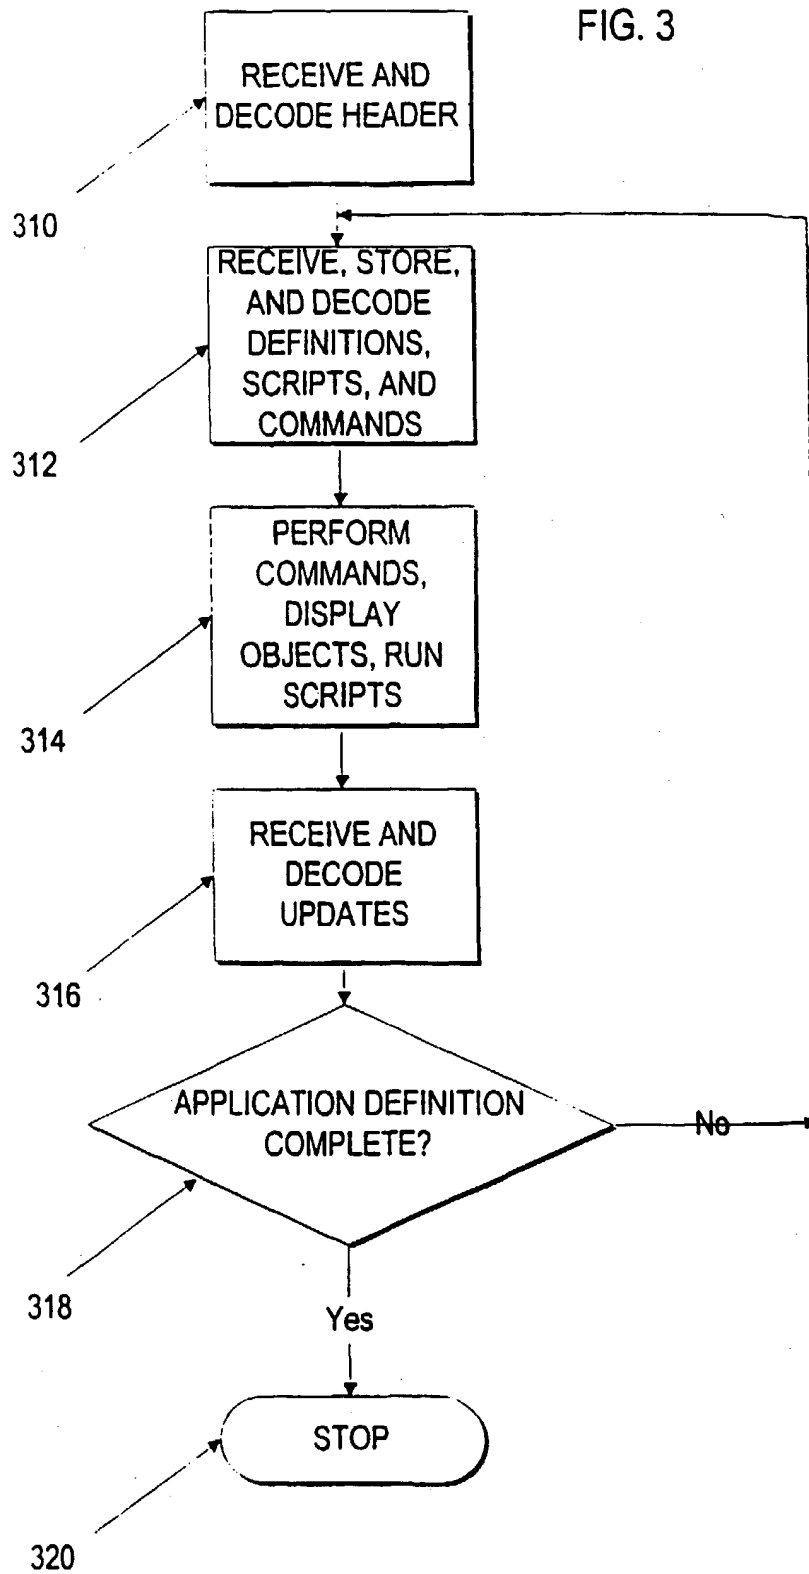 FIG. 3
RECEIVE AND
DECODE HEADER
310
RECEIVE, STORE,
AND DECODE
DEFINITIONS,
SCRIPTS, AND
COMMANDS
312
PERFORM
COMMANDS,
DISPLAY
OBJECTS, RUN
SCRIPTS
314
RECEIVE AND
DECODE
UPDATES
316
APPLICATION DEFINITION
COMPLETE?
No
318
Yes
STOP
320